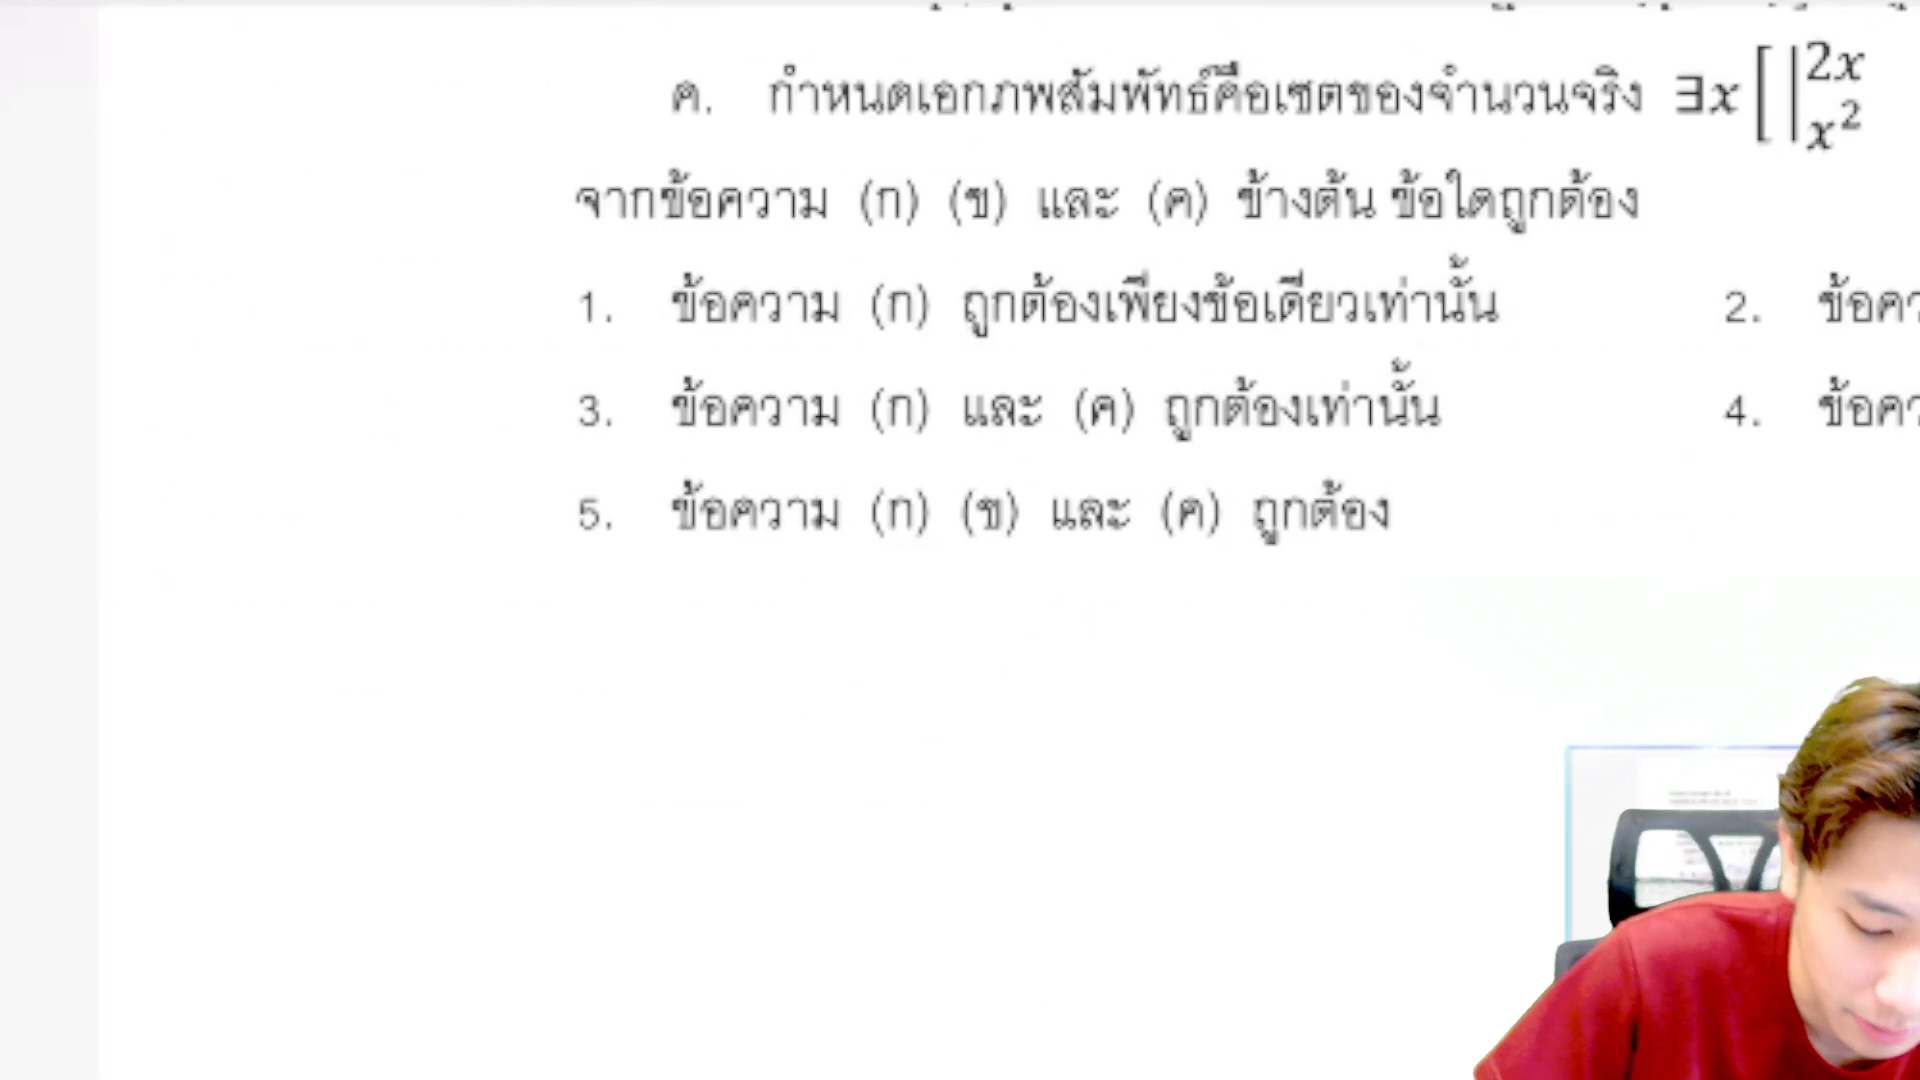 ค. กำหนดเอกภพสัมพัทธ์คือเซตของจำนวนจริง ∃x [ | 2x x²
จากข้อความ (ก) (ข) และ (ค) ข้างต้น ข้อใดถูกต้อง
1. ข้อความ (ก) ถูกต้องเพียงข้อเดียวเท่านั้น 2.
3. ข้อความ (ก) และ (ค) ถูกต้องเท่านั้น 4.
5. ข้อความ (ก) (ข) และ (ค) ถูกต้อง